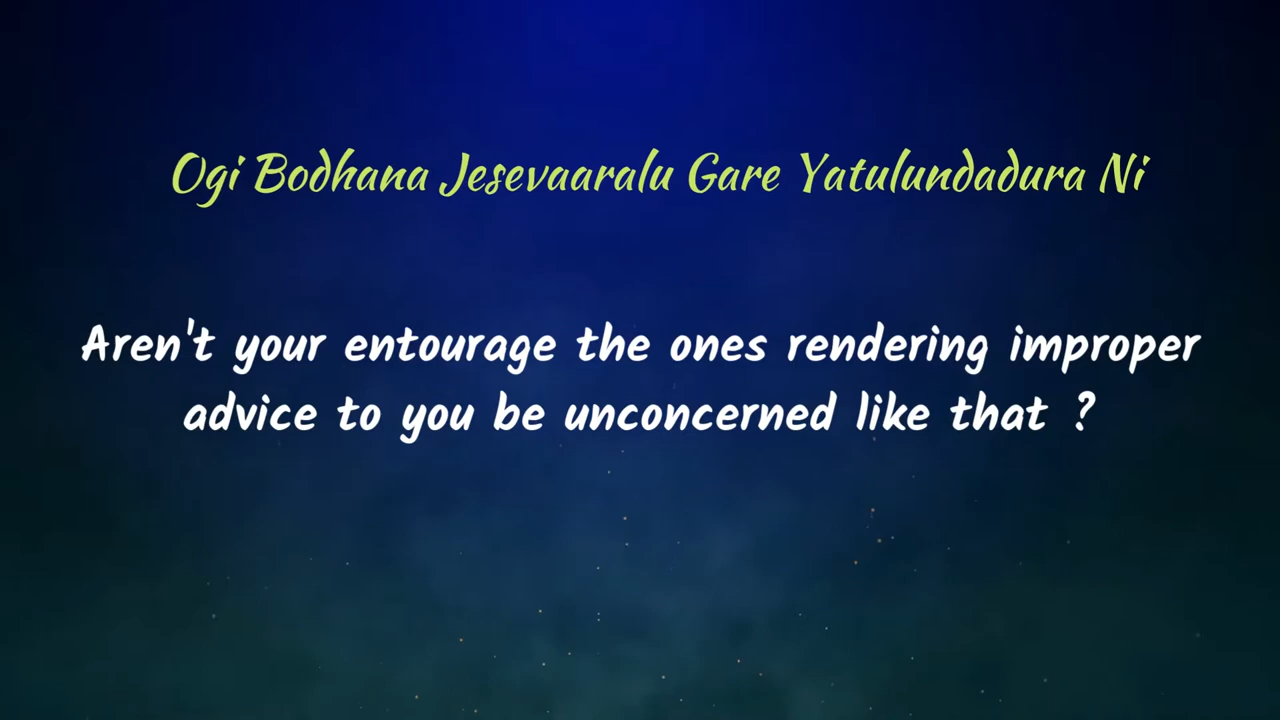 Ogi Bodhana Jesevaaralu Gare Yatulundadura Ni
Aren't your entourage the ones rendering improper
advice to you be unconcerned like that ?